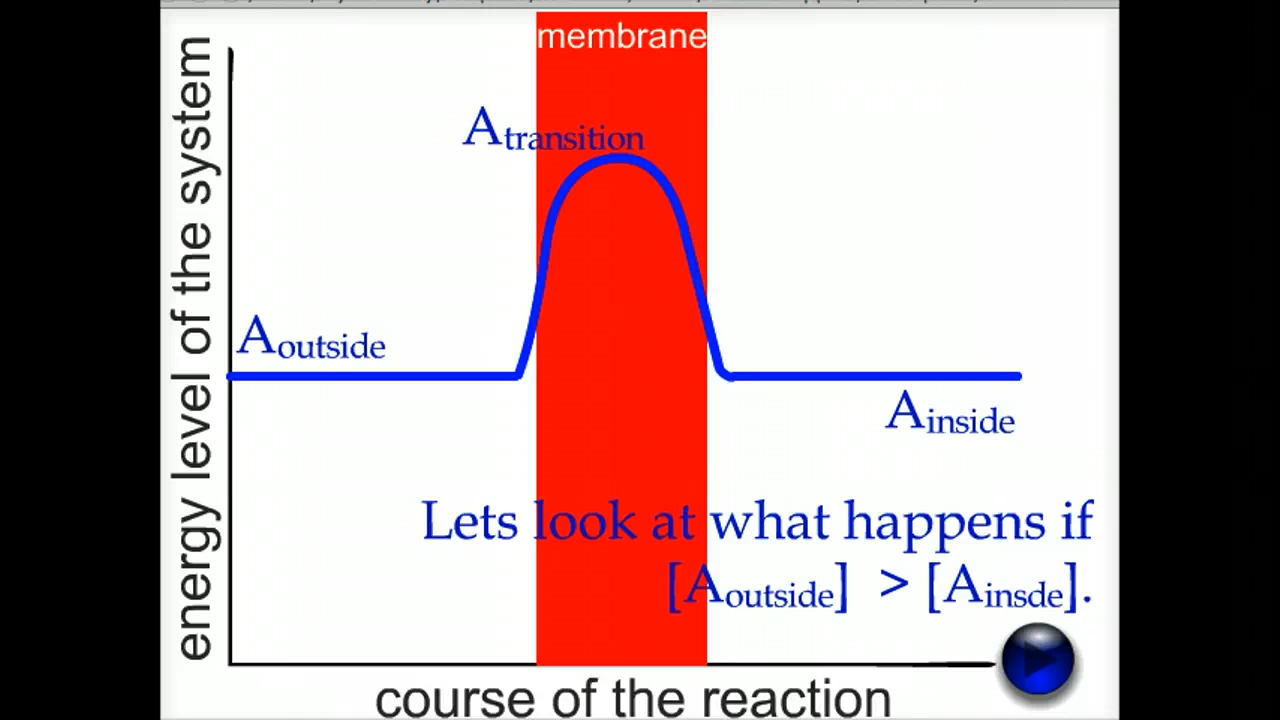 membrane
Atransition
energy level of the system
Aoutside
Ainside
Lets look at what happens if
[Aoutside] > [Ainsde].
course of the reaction